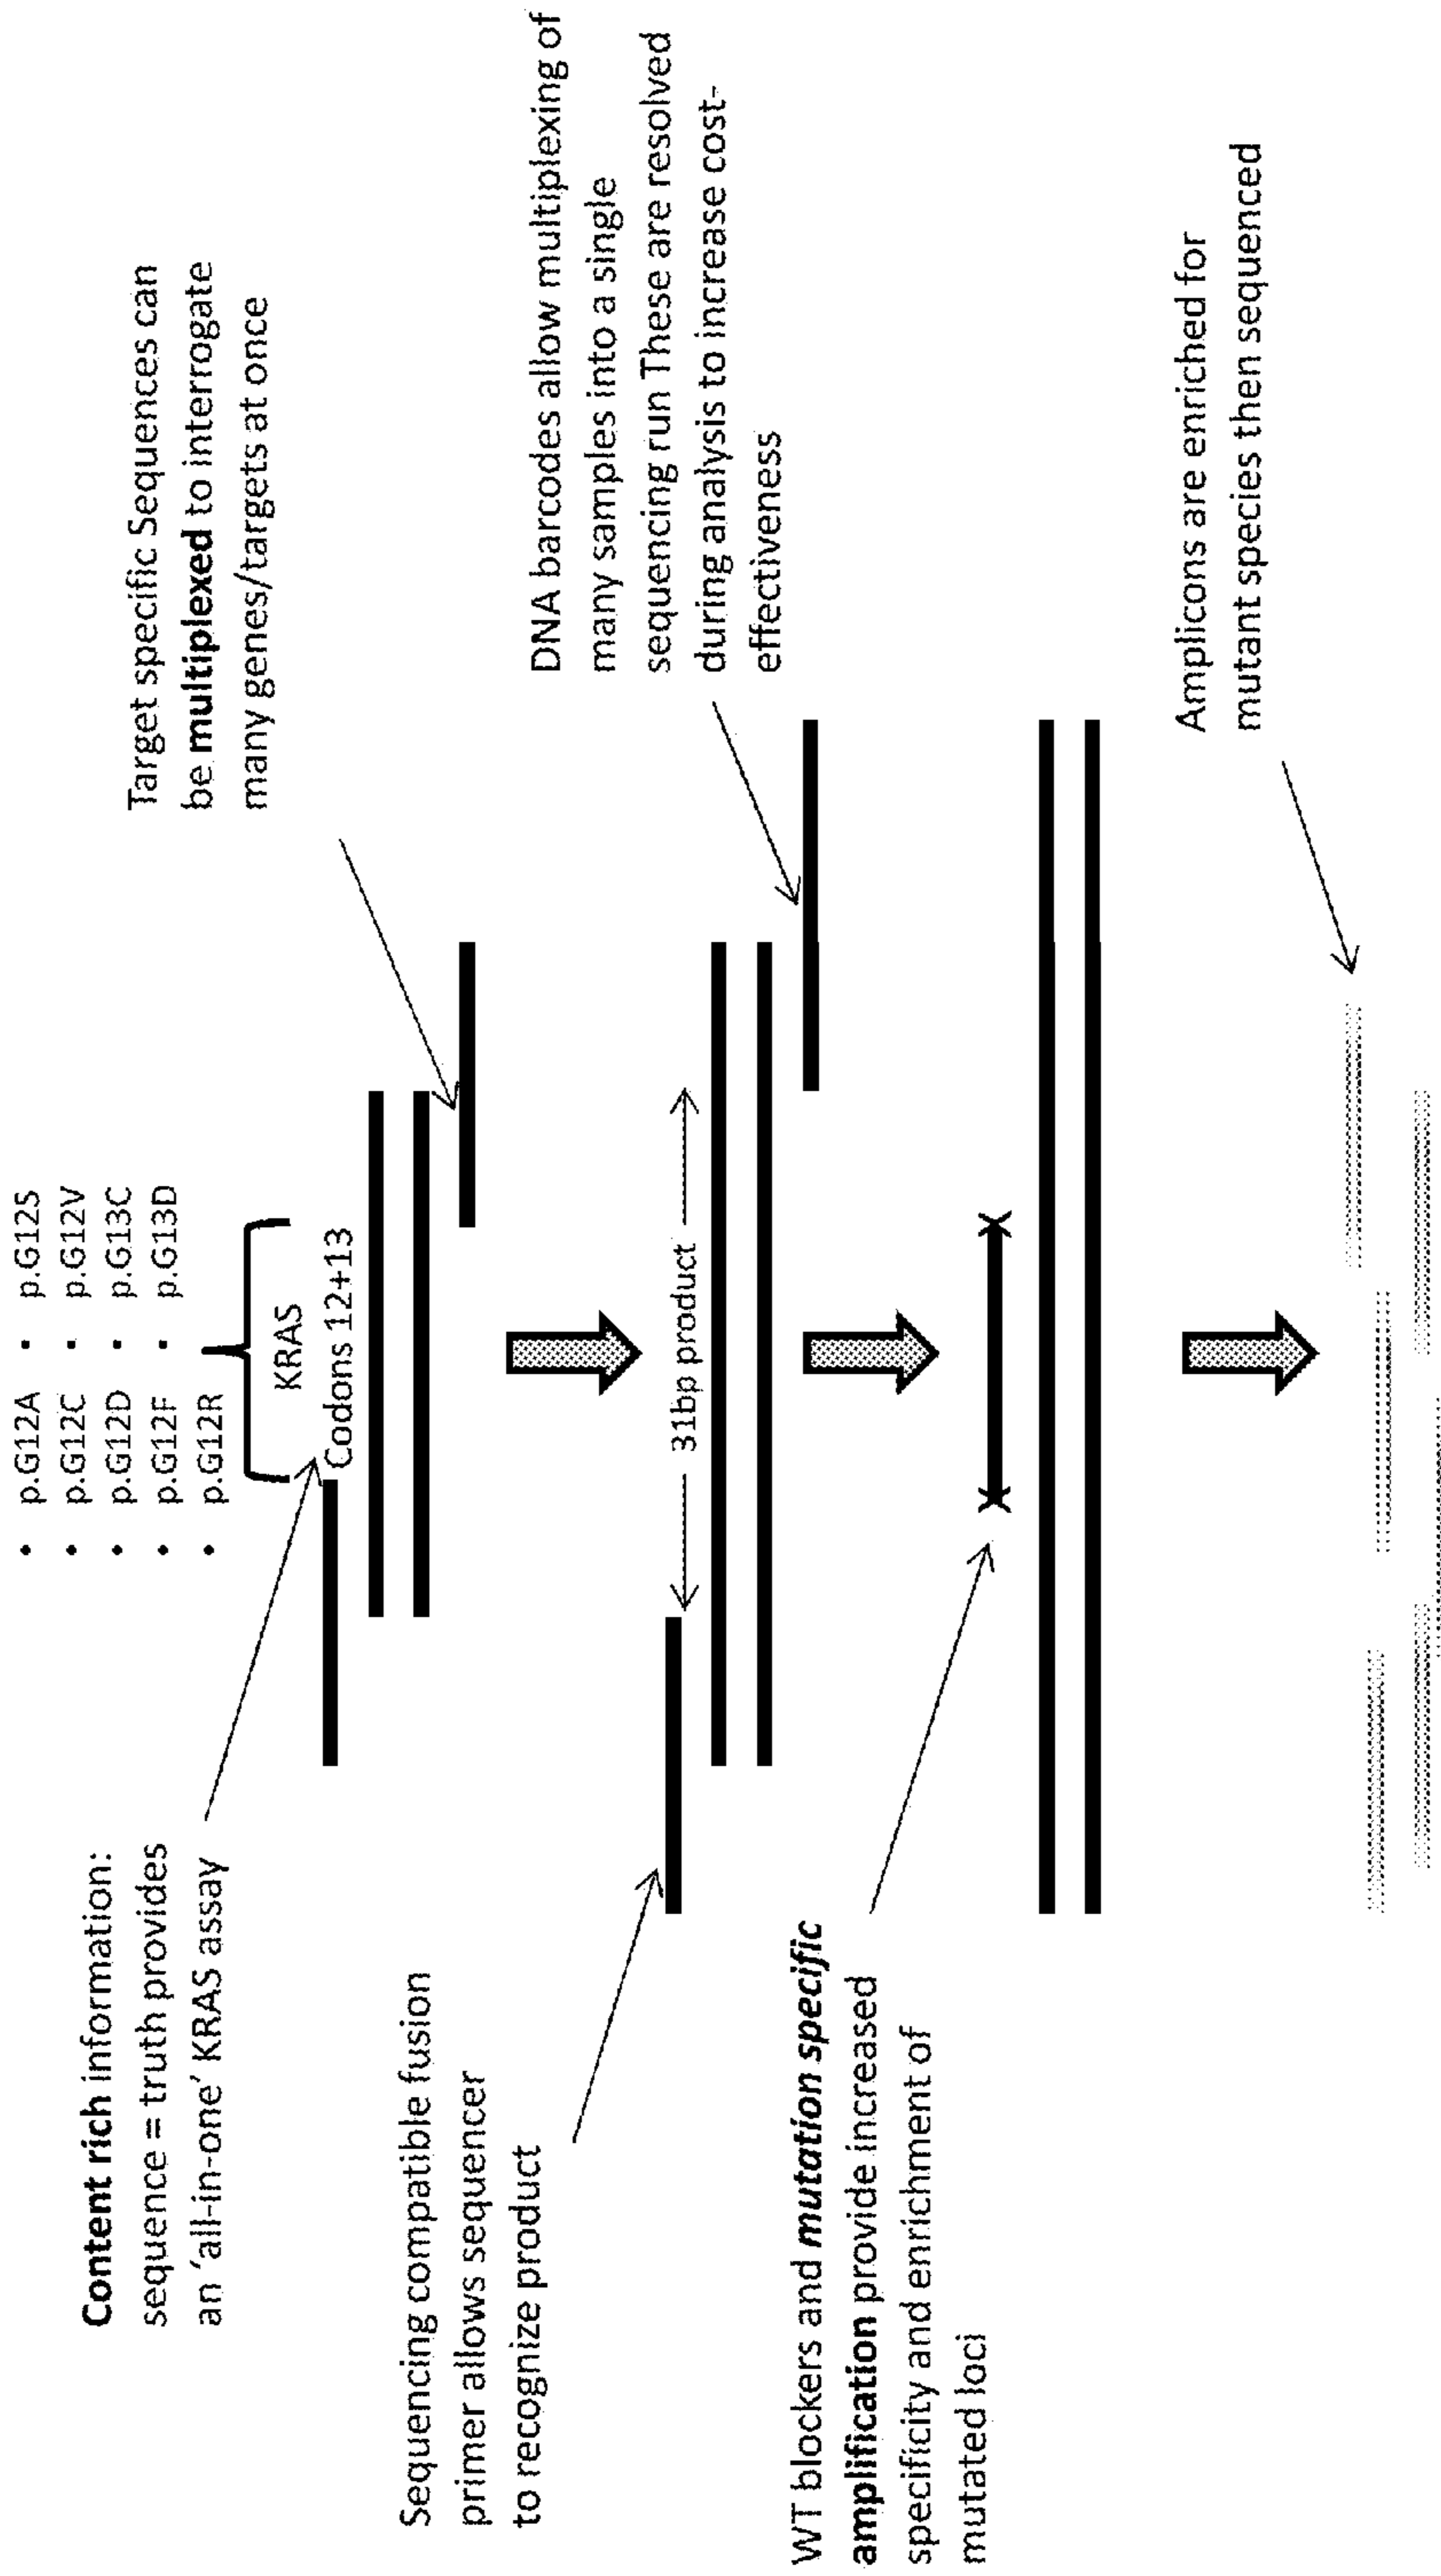 • p.G12A • p.G12S
• p.G12C • p.G12V
• p.G12D • p.G13C
• p.G12F • p.G13D
• p.G12R
Content rich information:
sequence = truth provides
an ‘all-in-one’ KRAS assay
KRAS
Codons 12+13
Target specific Sequences can
be multiplexed to interrogate
many genes/targets at once
Sequencing compatible fusion
primer allows sequencer
to recognize product
31bp product
DNA barcodes allow multiplexing of
many samples into a single
sequencing run These are resolved
during analysis to increase cost-
effectiveness
WT blockers and mutation specific
amplification provide increased
specificity and enrichment of
mutated loci
Amplicons are enriched for
mutant species then sequenced